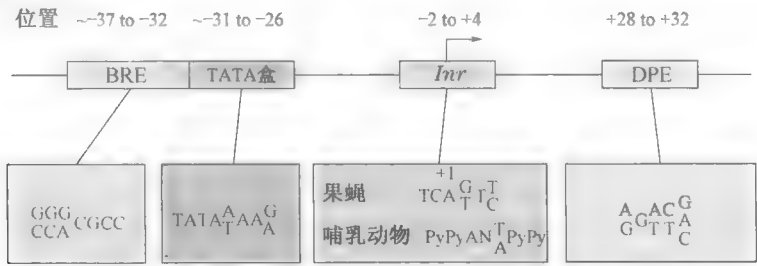 位置 ~-37 to -32 ~-31 to -26 -2 to +4 +28 to +32
BRE TATA盒 Inr DPE
+1
GGG G A G
果蝇 TCA G T T T
CCA CGCC TATA A T AAG A T C A G A C G A C
哺乳动物 PyPyAN T A PyPy G T T